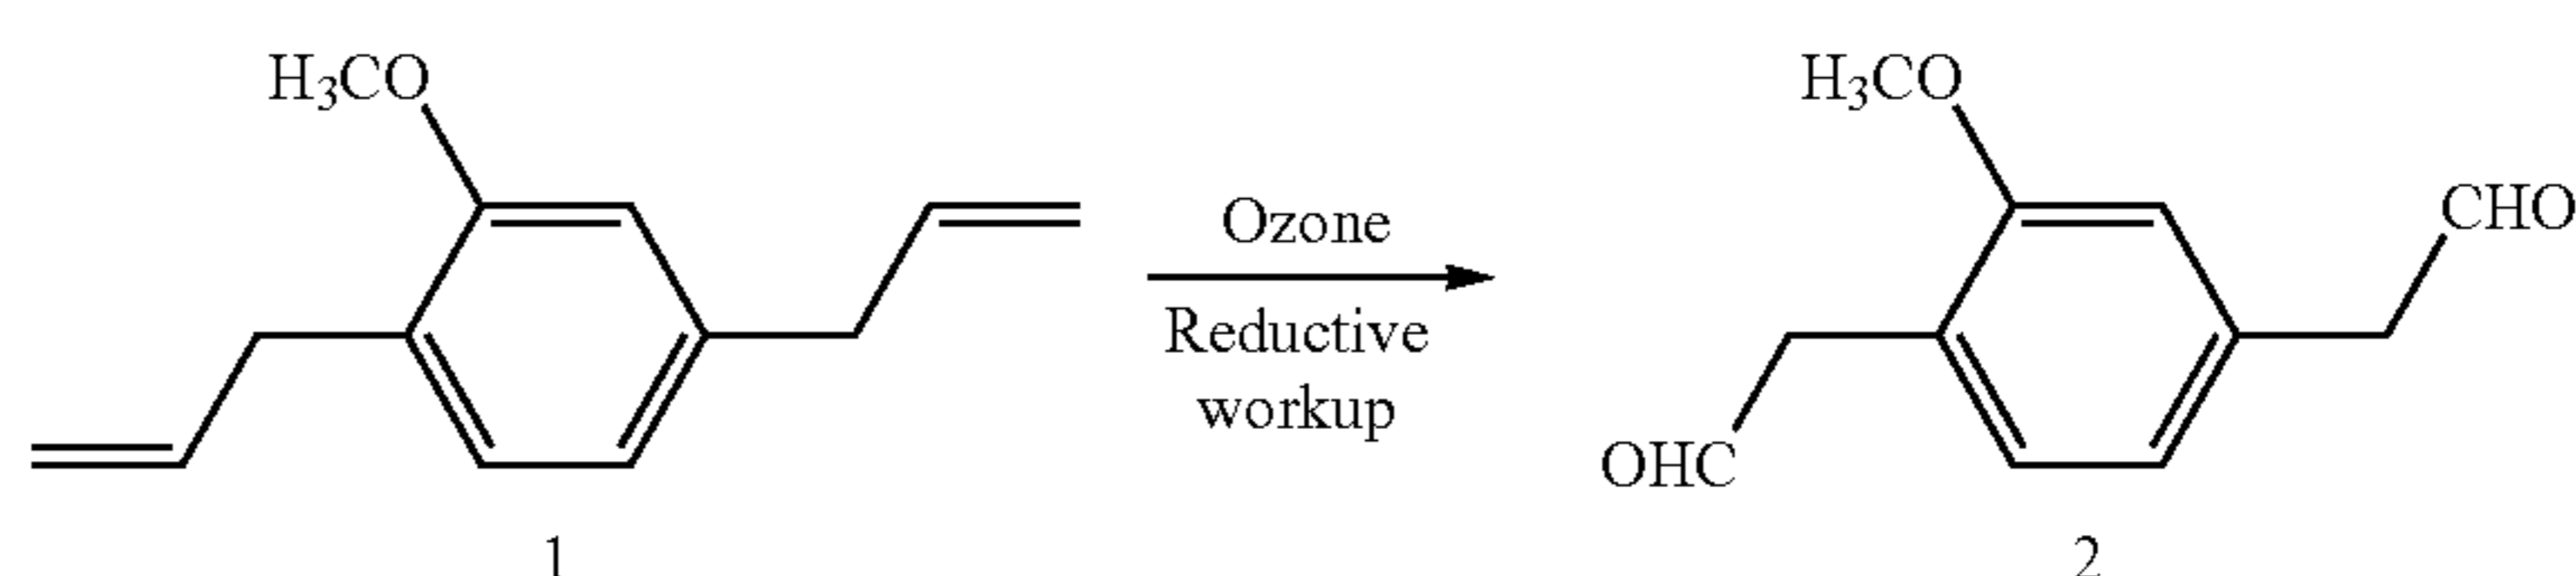 H₃CO
H₃CO
CHO
Ozone
Reductive
workup
OHC
1
2